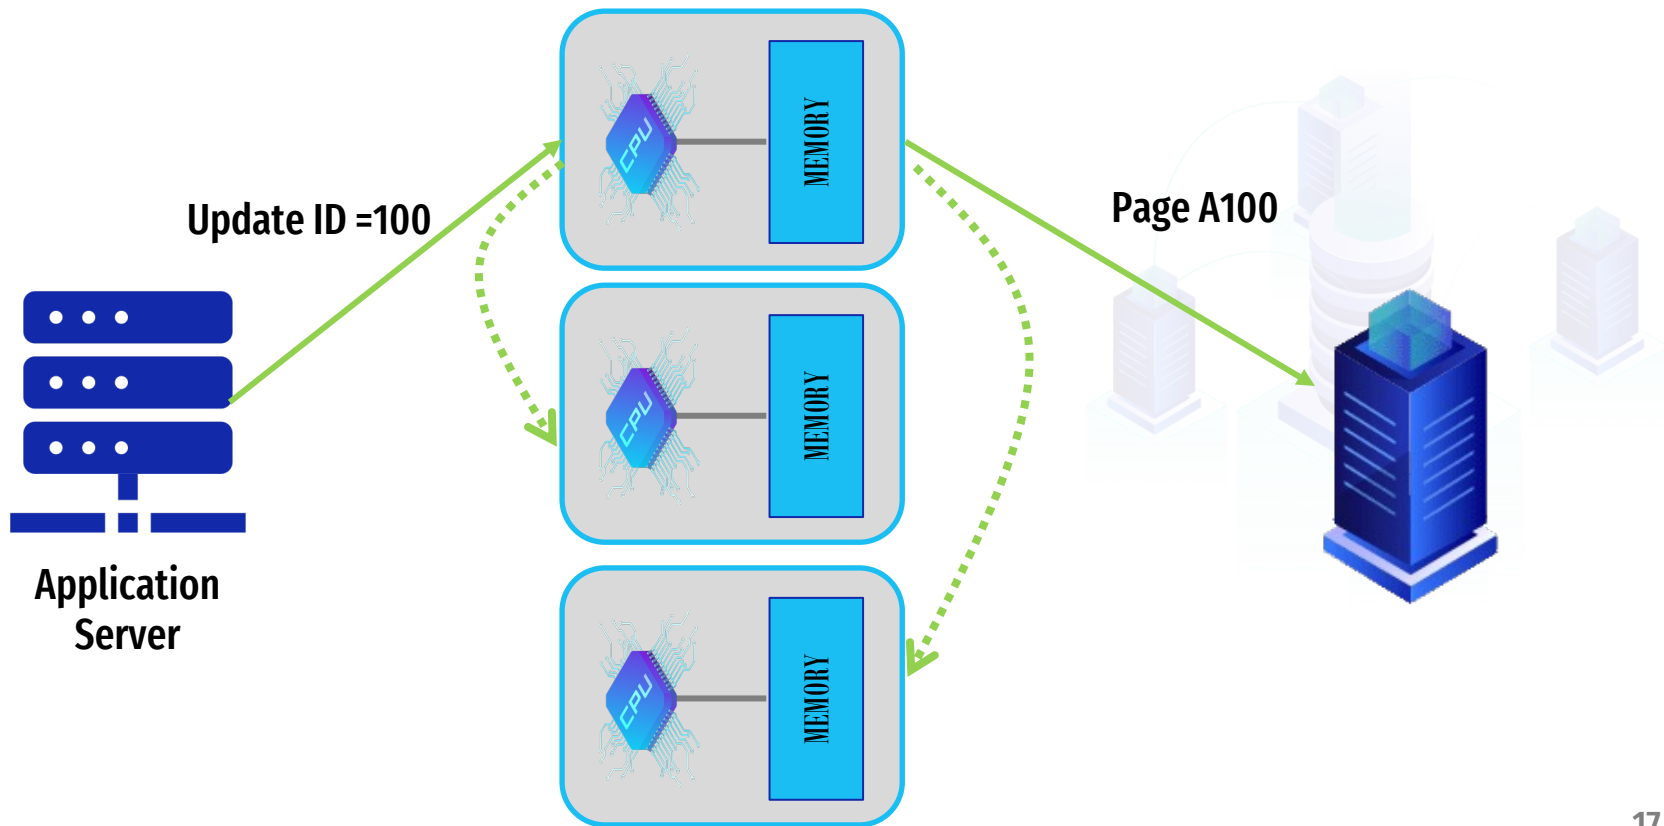 Update ID =100
Page A100
Application
Server
CPU
MEMORY
CPU
MEMORY
CPU
MEMORY
17